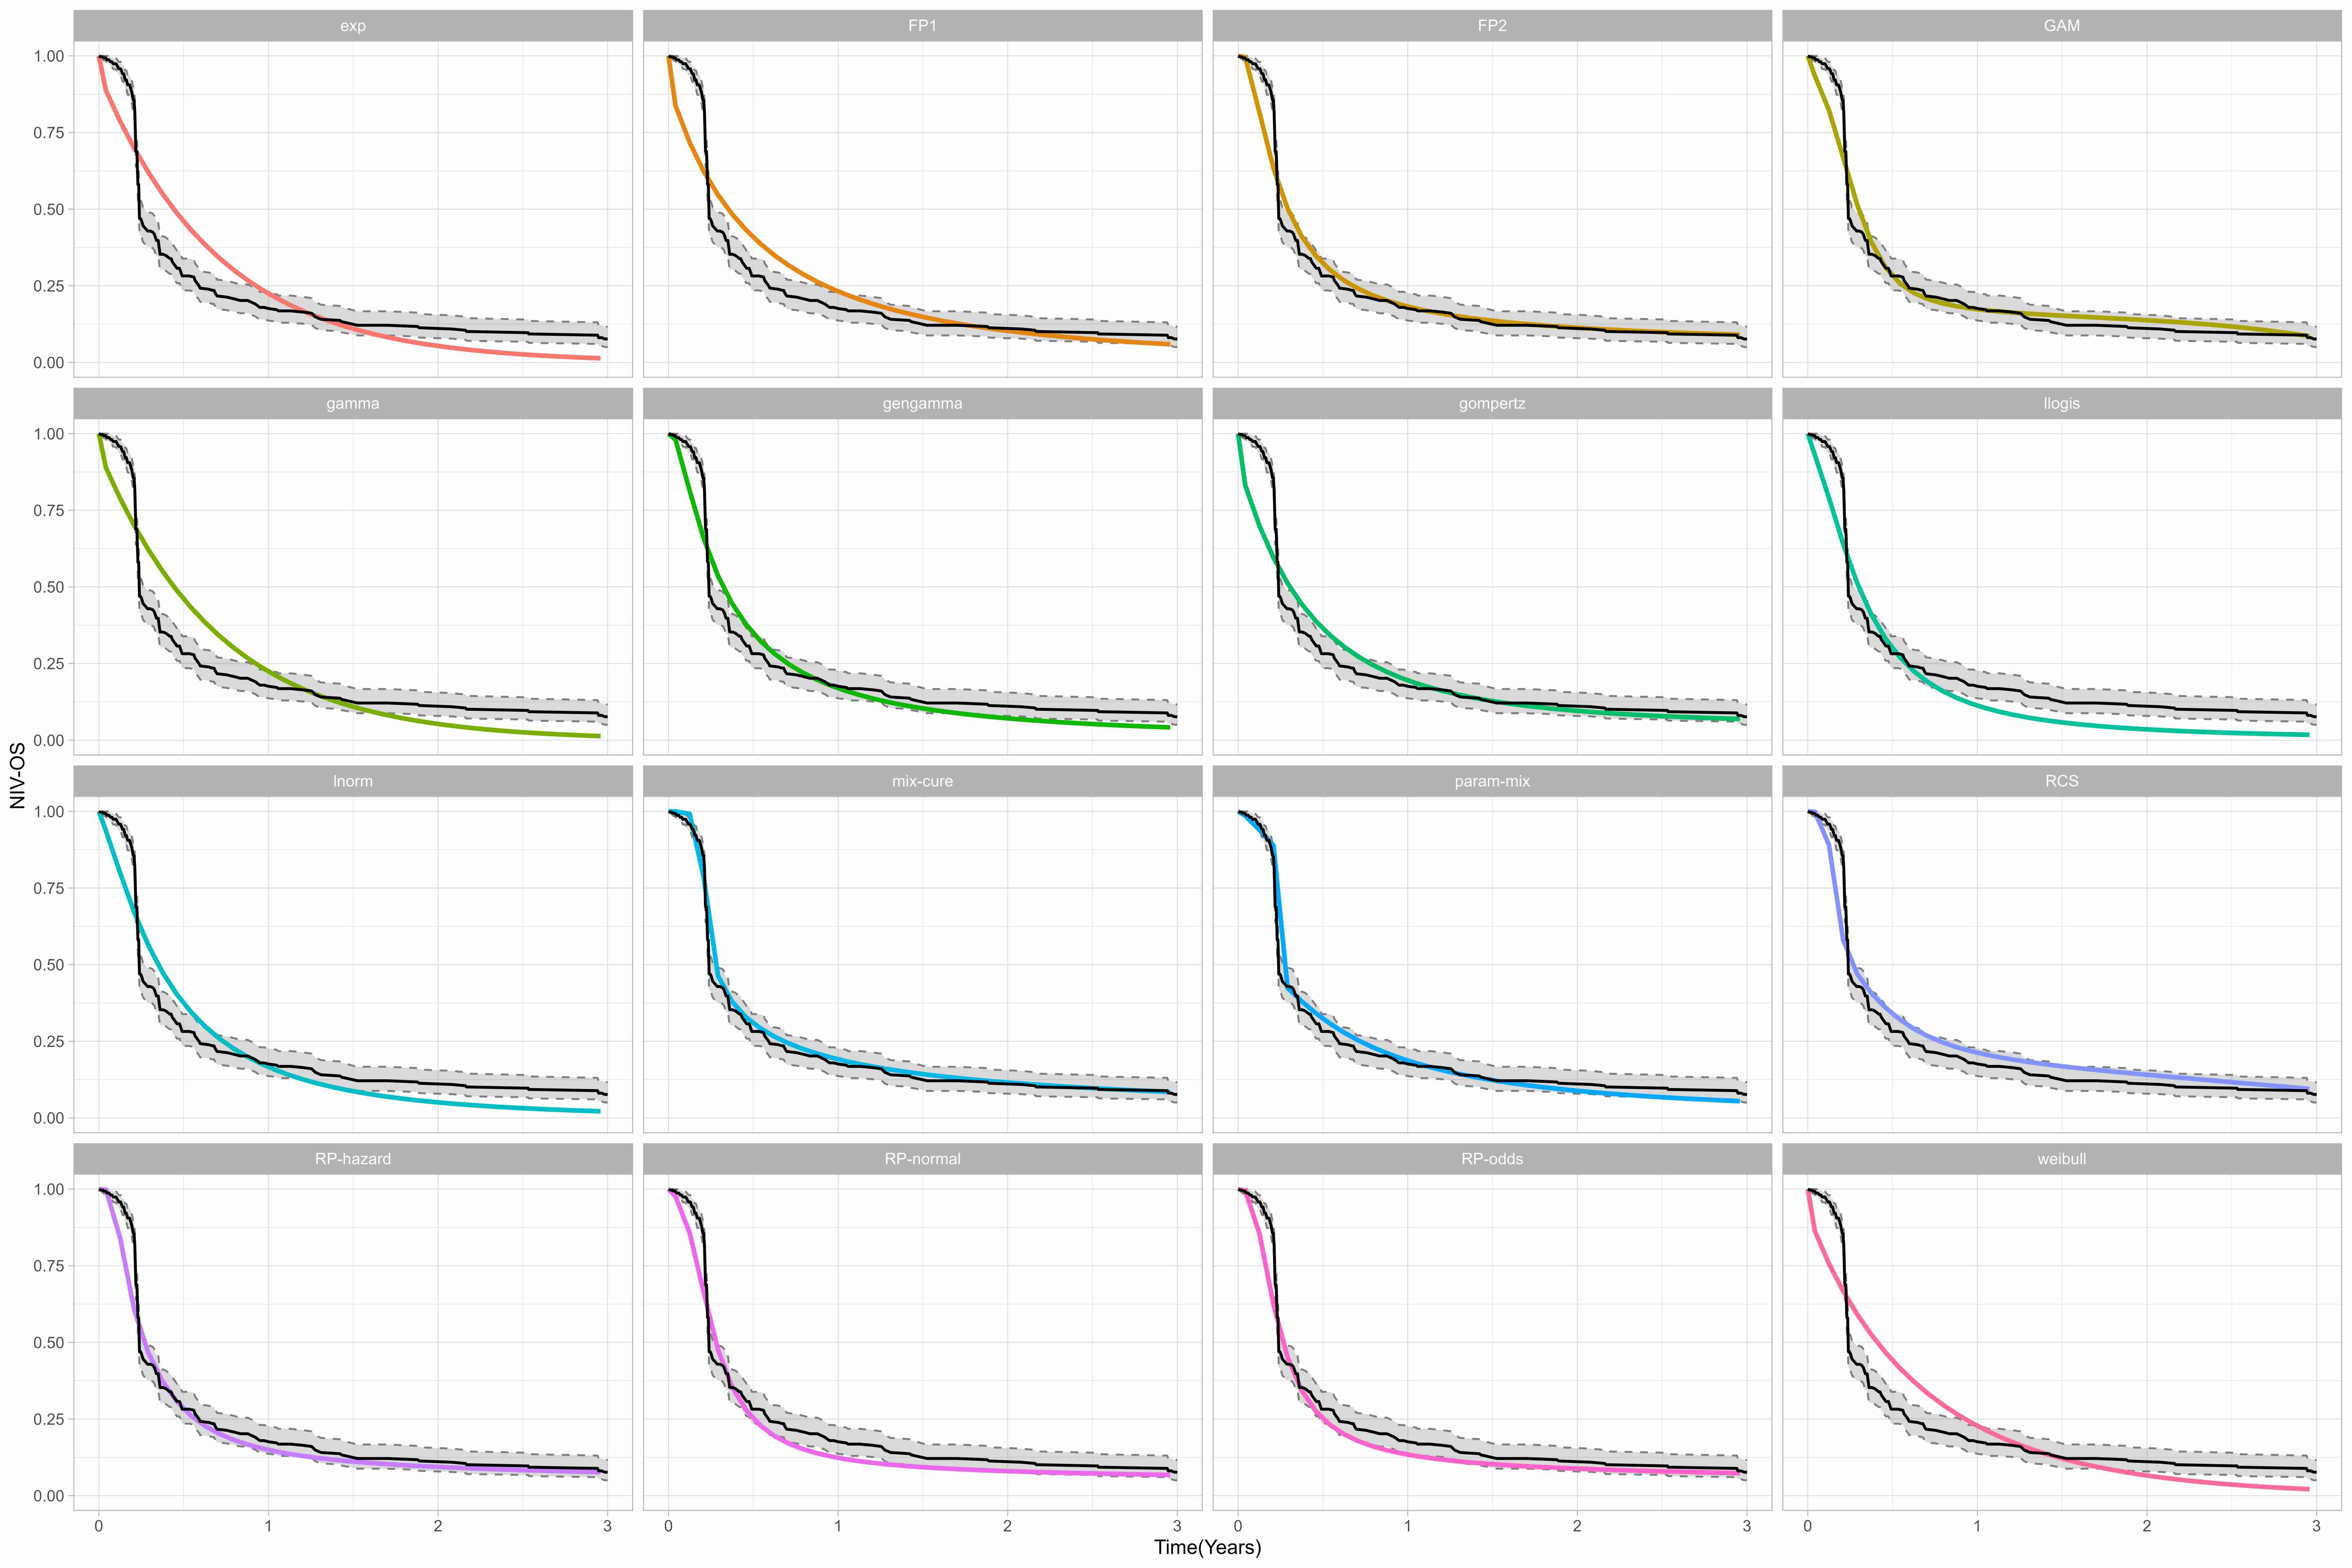 exp FP1 FP2 GAM
1.00
0.75
0.50
0.25
0.00
gamma gengamma gompertz llogis
1.00
0.75
0.50
0.25
0.00
NIV-OS
lnorm mix-cure param-mix RCS
1.00
0.75
0.50
0.25
0.00
RP-hazard RP-normal RP-odds weibull
1.00
0.75
0.50
0.25
0.00
0 1 2 3 0 1 2 3 0 1 2 3 0 1 2 3
Time(Years)